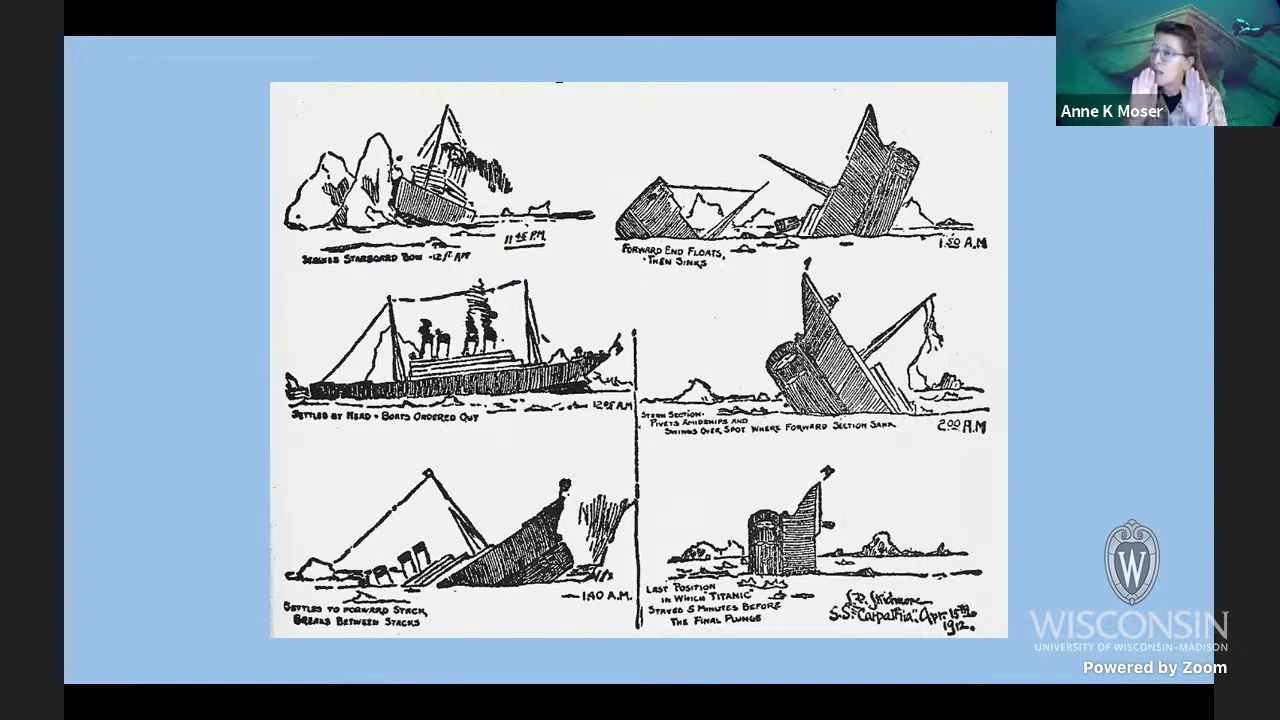 Anne K Moser
11 45 P.M
STRIKES STARBOARD BOW -12 FT AFT
SETTLES BY HEAD - BOATS ORDERED OUT
12 05 A.M
SETTLES TO FORWARD STACK,
BREAKS BETWEEN STACKS
1.40 A.M.
FORWARD END FLOATS,
THEN SINKS
1.50 A.M
STERN SECTION:
PIVETS AMIDSHIPS AND
SWINGS OVER SPOT WHERE FORWARD SECTION SANK
2.00 A.M
LAST POSITION
IN WHICH "TITANIC"
STAYED 5 MINUTES BEFORE
THE FINAL PLUNGE
Skidmore
S.S. "Carpathia". Apr. 15th
1912.
W
WISCONSIN
UNIVERSITY OF WISCONSIN–MADISON
Powered by Zoom